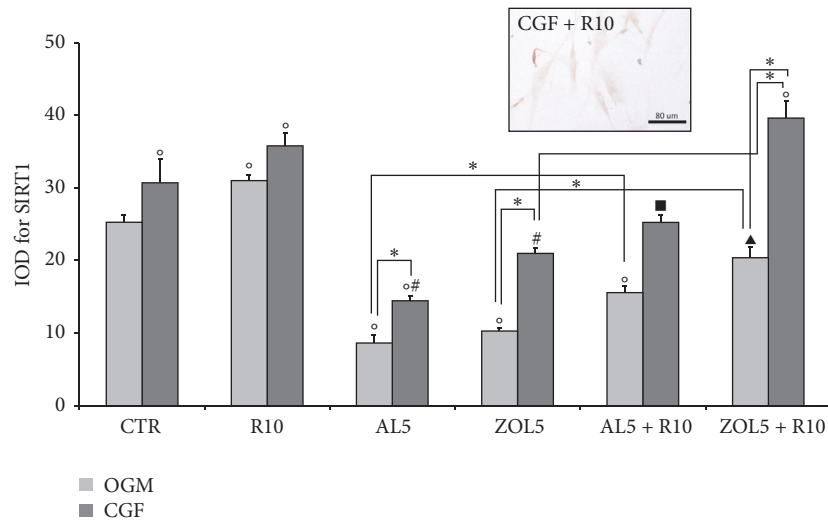 CGF + R10
80 um
IOD for SIRT1
50
40
30
20
10
0
* * * * * * *
° ° ° ° ° °# ° # ° ■ ▲ °
CTR R10 AL5 ZOL5 AL5 + R10 ZOL5 + R10
OGM
CGF